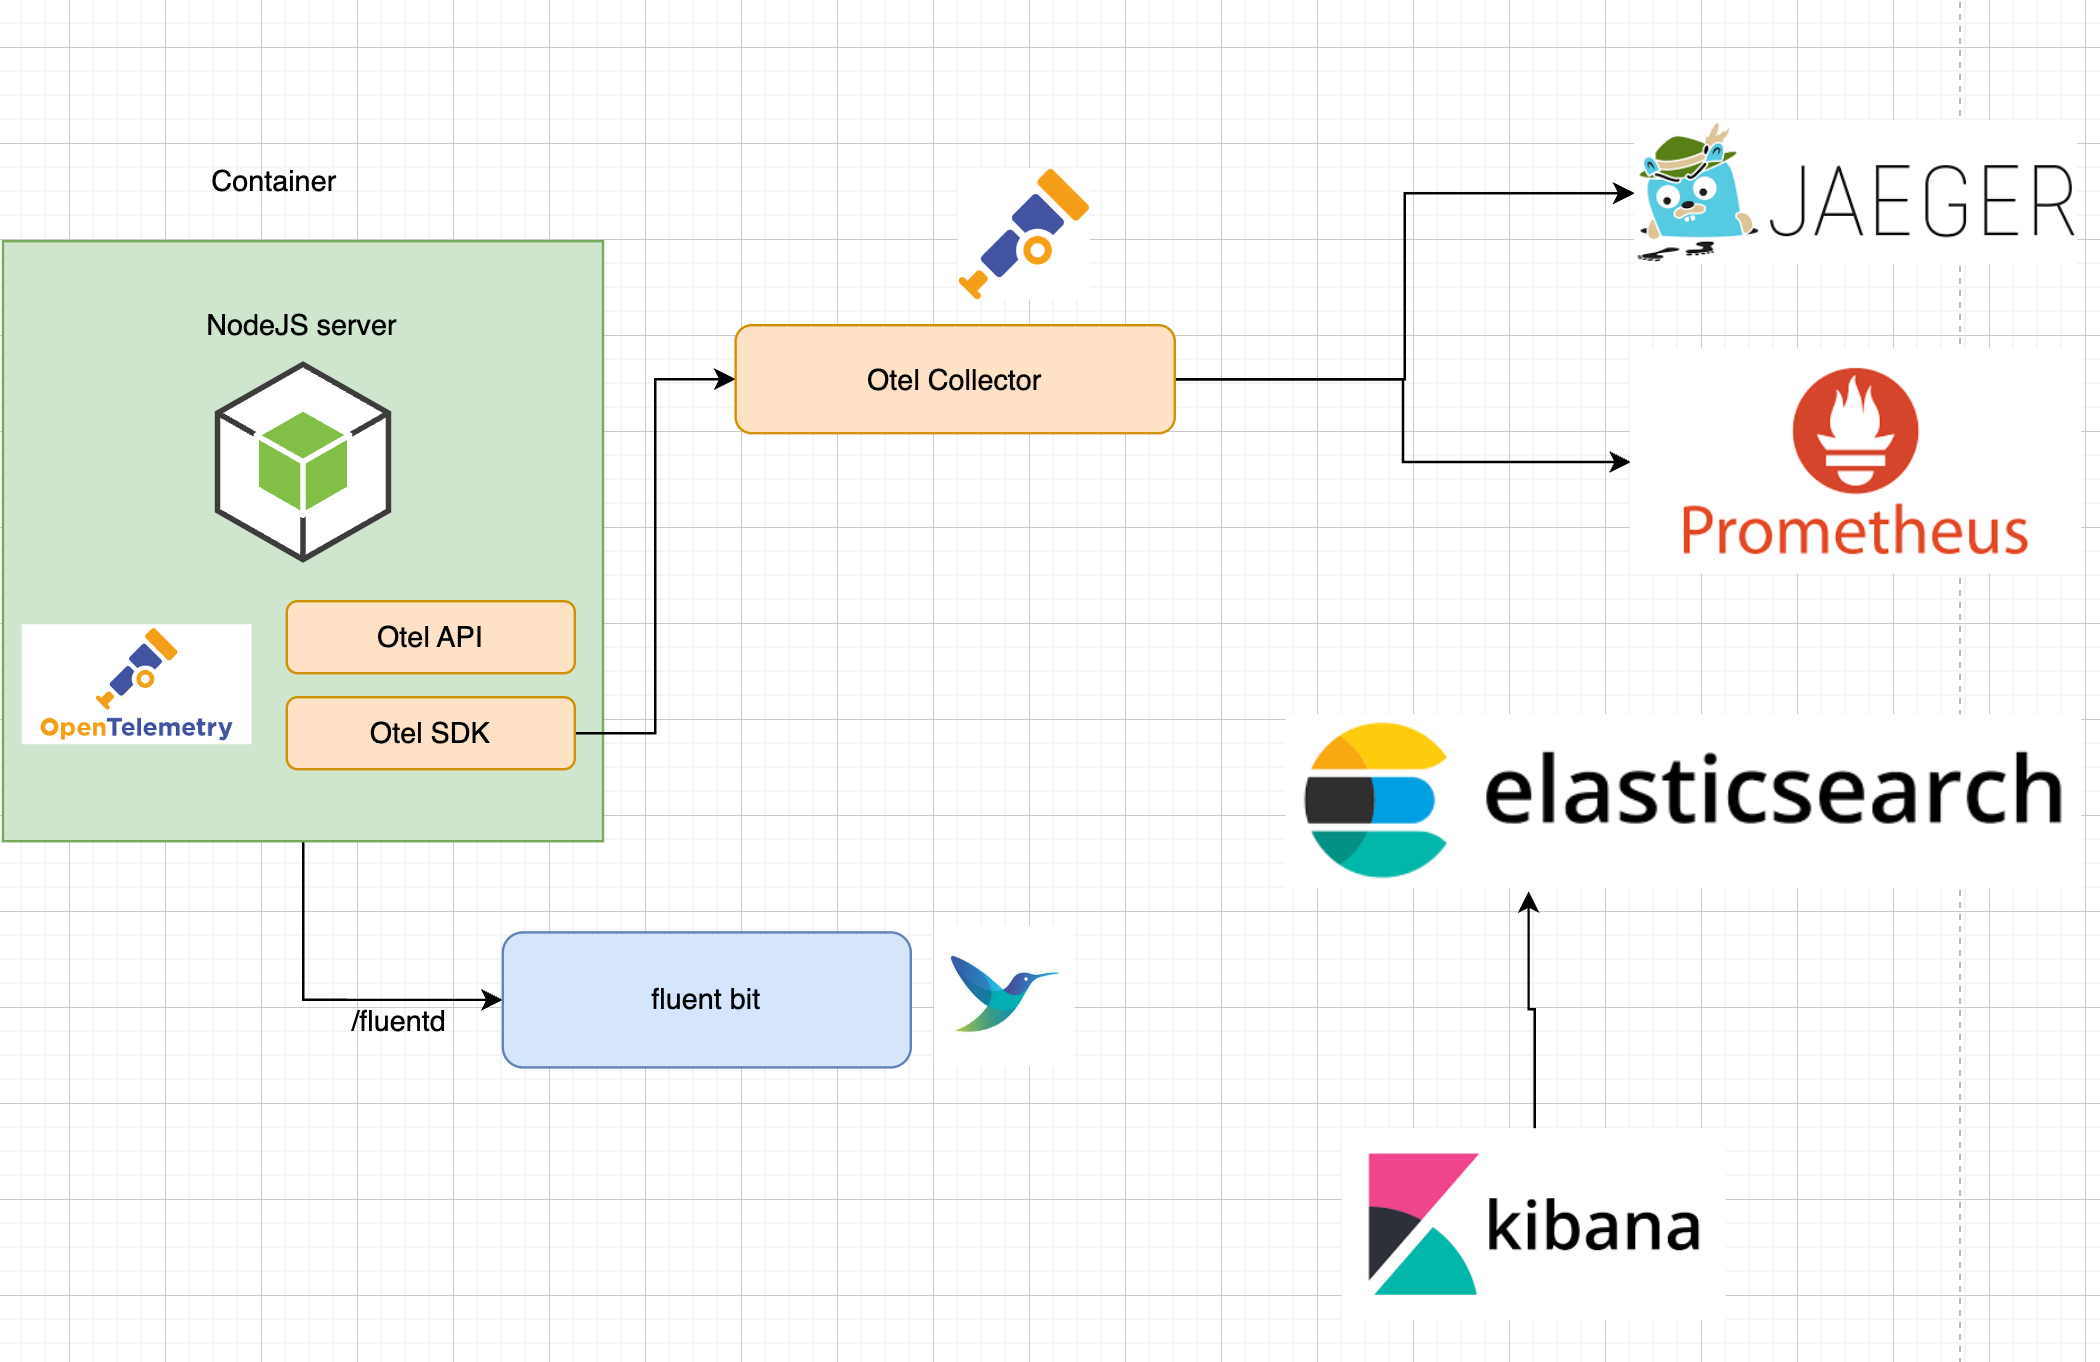 Container
NodeJS server
Otel API
Otel SDK
OpenTelemetry
Otel Collector
JAEGER
Prometheus
elasticsearch
/fluentd
fluent bit
kibana